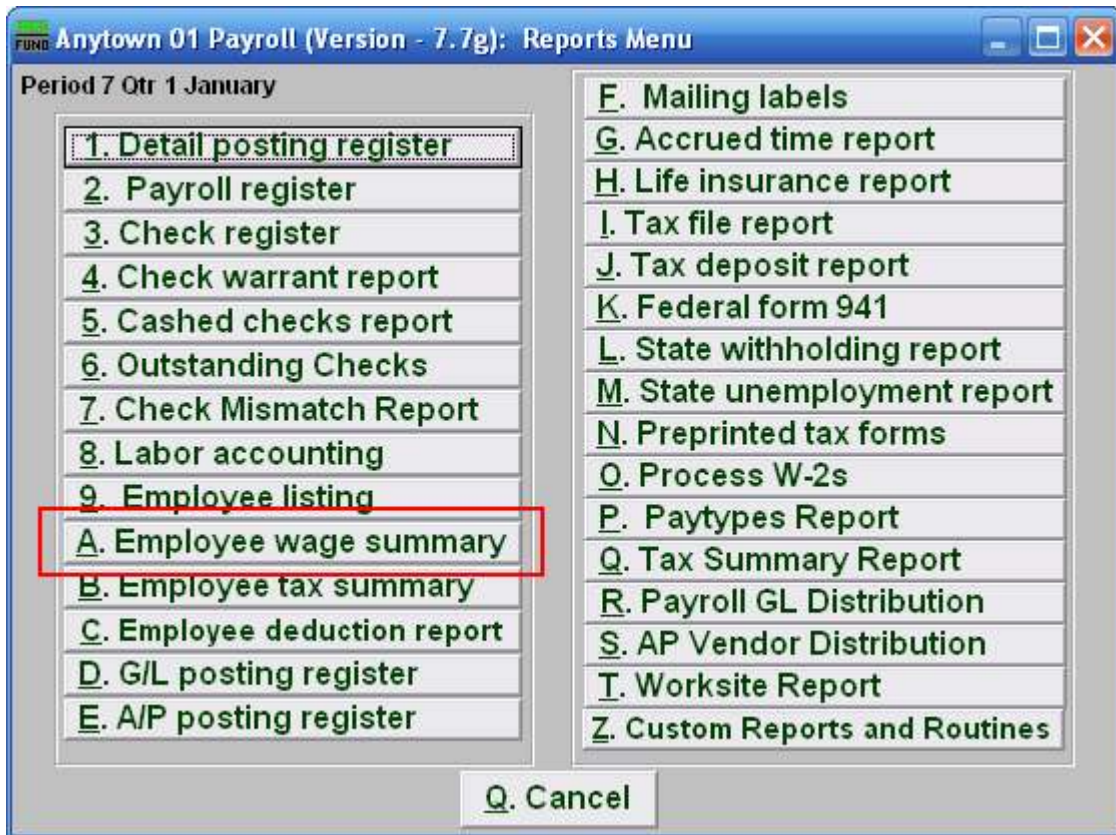 FUND Anytown 01 Payroll (Version - 7.7g): Reports Menu
Period 7 Qtr 1 January
1. Detail posting register
2. Payroll register
3. Check register
4. Check warrant report
5. Cashed checks report
6. Outstanding Checks
7. Check Mismatch Report
8. Labor accounting
9. Employee listing
A. Employee wage summary
B. Employee tax summary
C. Employee deduction report
D. G/L posting register
E. A/P posting register
F. Mailing labels
G. Accrued time report
H. Life insurance report
I. Tax file report
J. Tax deposit report
K. Federal form 941
L. State withholding report
M. State unemployment report
N. Preprinted tax forms
O. Process W-2s
P. Paytypes Report
Q. Tax Summary Report
R. Payroll GL Distribution
S. AP Vendor Distribution
T. Worksite Report
Z. Custom Reports and Routines
Q. Cancel